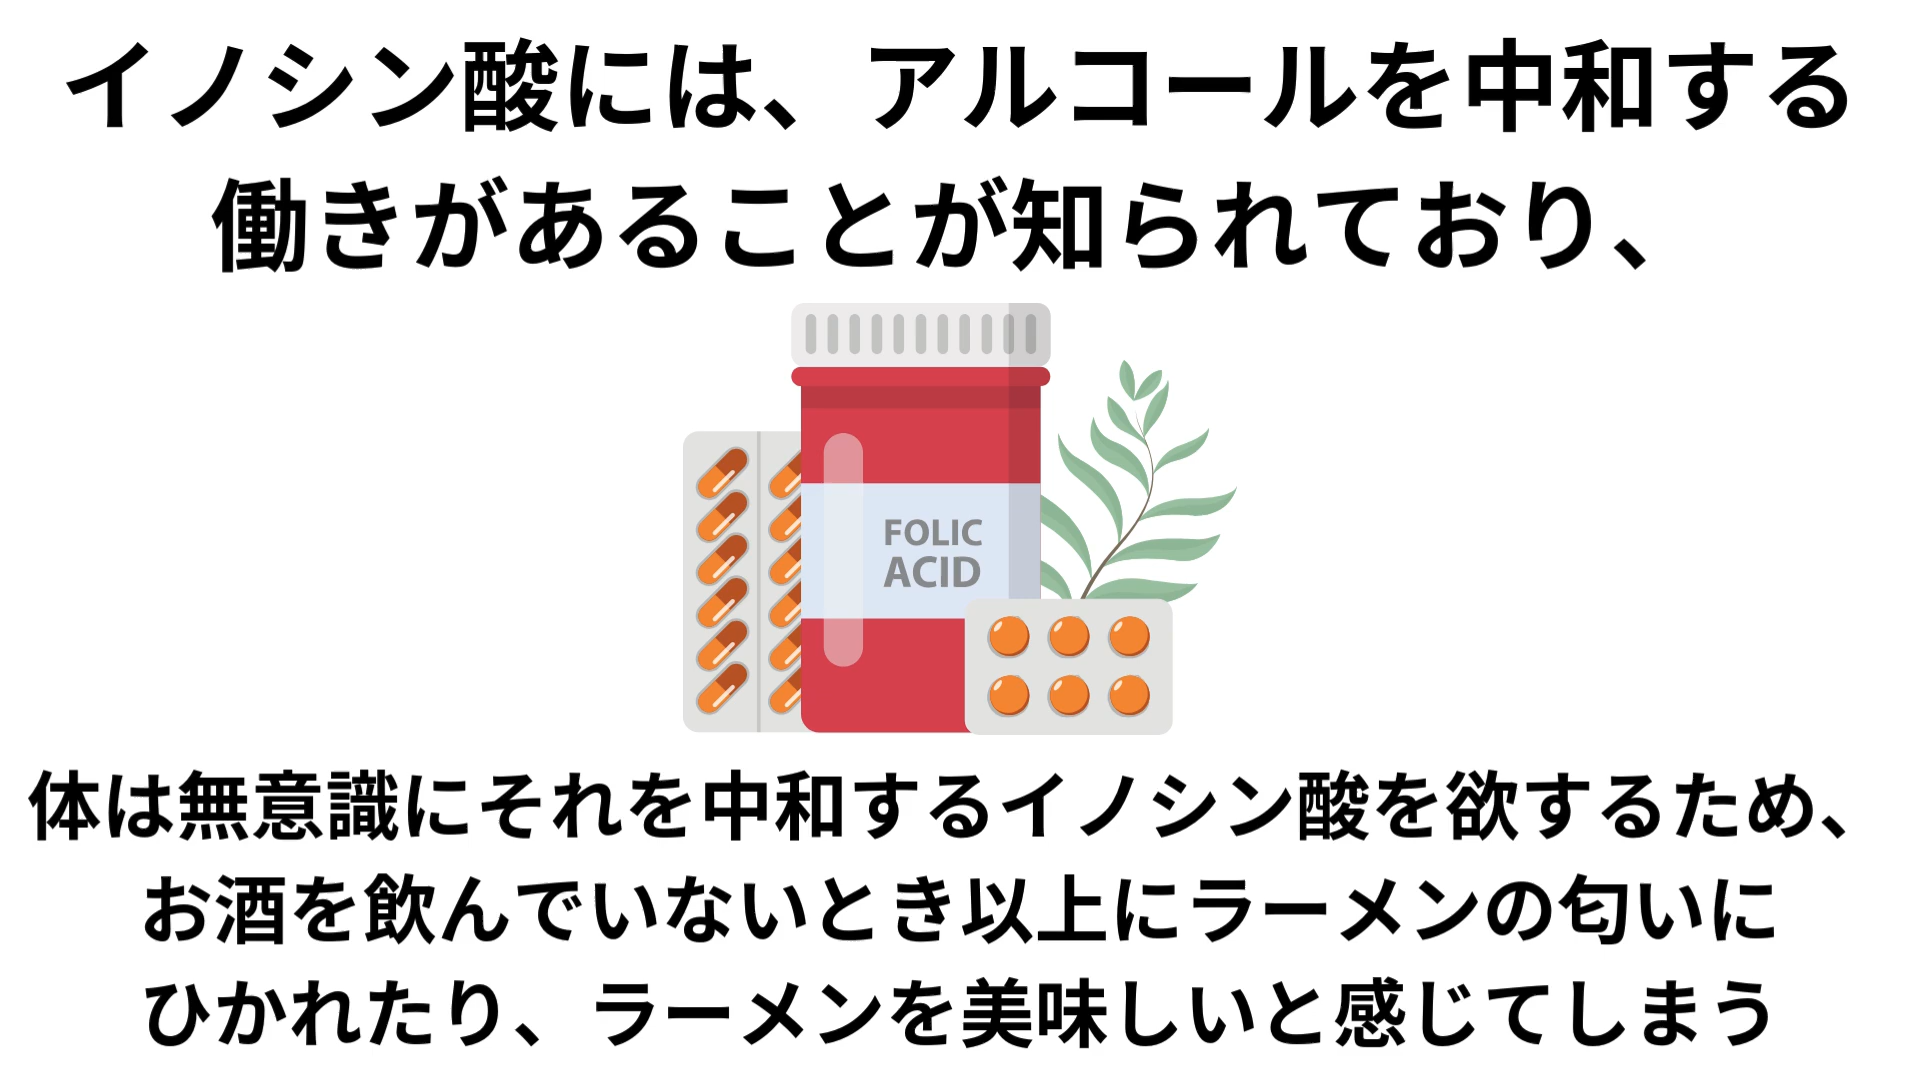 イノシン酸には、アルコールを中和する
働きがあることが知られており、
FOLIC
ACID
体は無意識にそれを中和するイノシン酸を欲するため、
お酒を飲んでいないとき以上にラーメンの匂いに
ひかれたり、ラーメンを美味しいと感じてしまう